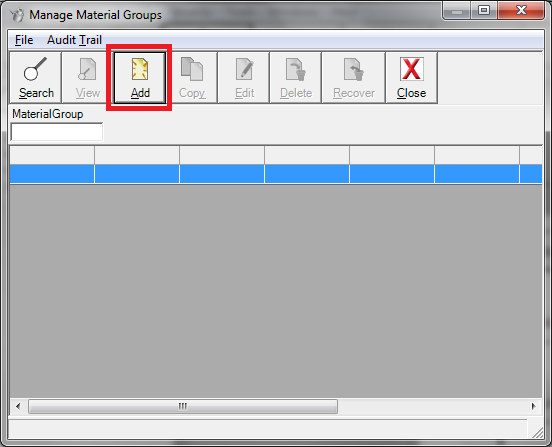 Manage Material Groups
File Audit Trail
Search View Add Copy Edit Delete Recover Close
MaterialGroup